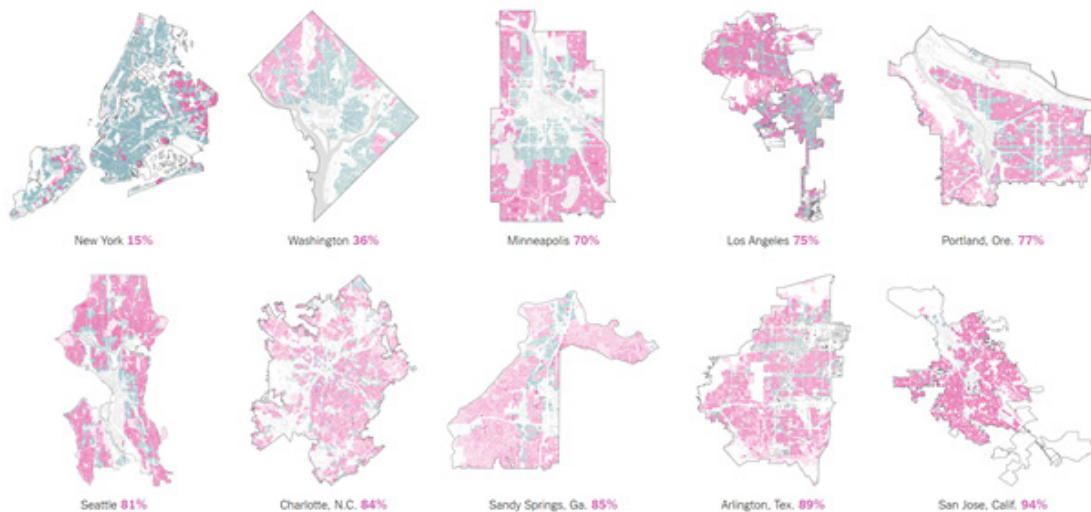 New York 15%
Washington 36%
Minneapolis 70%
Los Angeles 75%
Portland, Ore. 77%
Seattle 81%
Charlotte, N.C. 84%
Sandy Springs, Ga. 85%
Arlington, Tex. 89%
San Jose, Calif. 94%